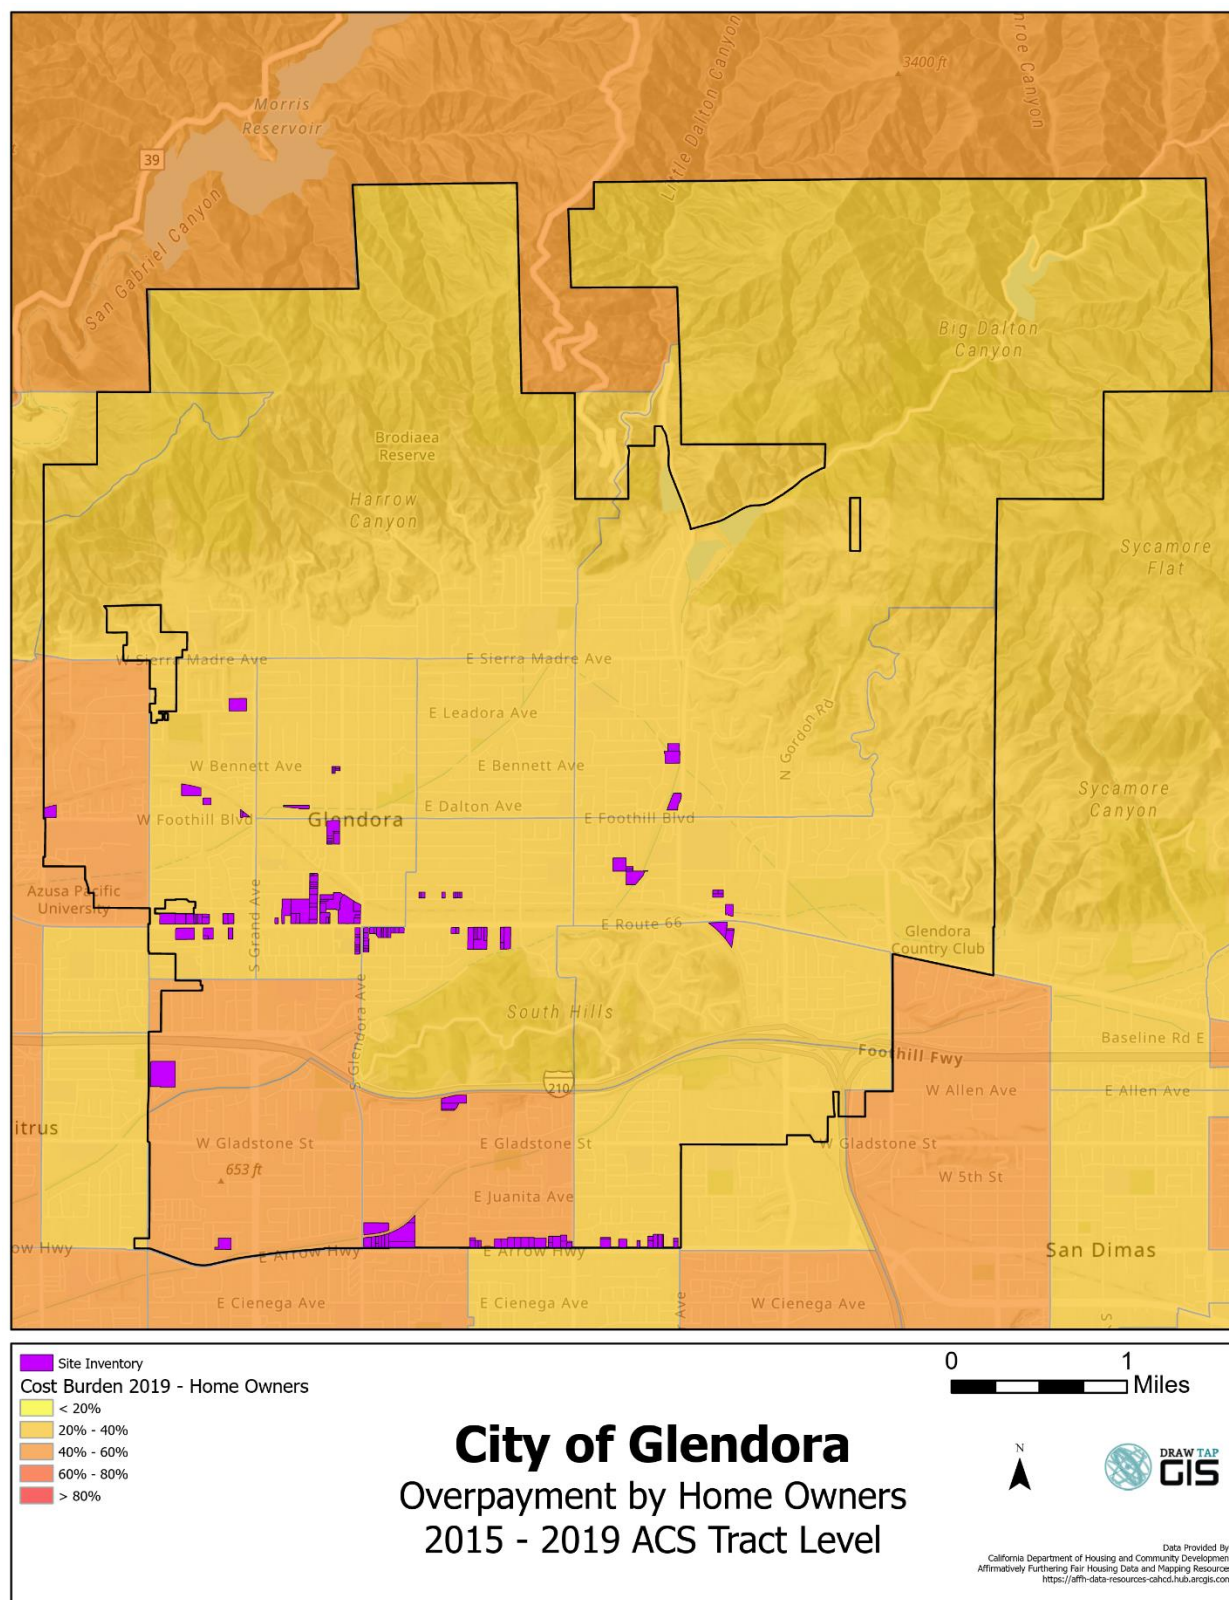 3400 ft
Little Dalton Canyon
nroe Canyon
Morris
Reservoir
39
San Gabriel Canyon
Big Dalton
Canyon
Brodiaea
Reserve
Harrow
Canyon
Sycamore
Flat
W Sierra Madre Ave
E Sierra Madre Ave
E Leadora Ave
N Gordon Rd
W Bennett Ave
E Bennett Ave
Sycamore
Canyon
E Dalton Ave
W Foothill Blvd
Glendora
E Foothill Blvd
Azusa Pacific
University
S Grand Ave
E Route 66
Glendora
Country Club
S Glendora Ave
South Hills
Baseline Rd E
Foothill Fwy
210
W Allen Ave
E Allen Ave
itrus
W Gladstone St
E Gladstone St
W Gladstone St
653 ft
W 5th St
E Juanita Ave
ow Hwy
E Arrow Hwy
E Arrow Hwy
San Dimas
E Cienega Ave
E Cienega Ave
Ave
W Cienega Ave
S
Site Inventory
Cost Burden 2019 - Home Owners
< 20%
20% - 40%
40% - 60%
60% - 80%
> 80%
0 1
Miles
City of Glendora
Overpayment by Home Owners
2015 - 2019 ACS Tract Level
N
DRAW TAP
GIS
Data Provided By
California Department of Housing and Community Developmen
Affirmatively Furthering Fair Housing Data and Mapping Resource
https://affh-data-resources-cahcd.hub.arcgis.con